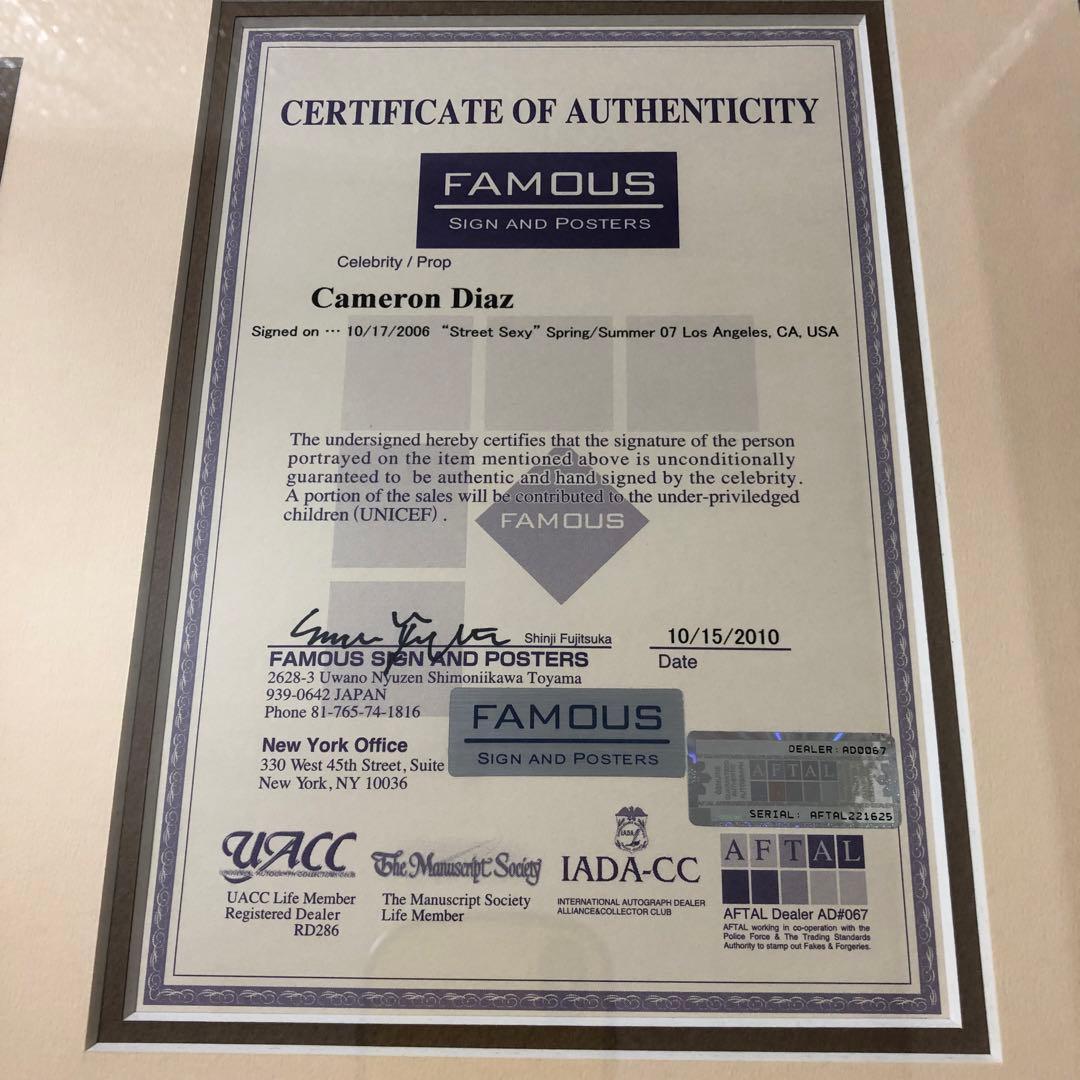 CERTIFICATE OF AUTHENTICITY
FAMOUS
SIGN AND POSTERS
Celebrity / Prop
Cameron Diaz
Signed on ··· 10/17/2006 “Street Sexy” Spring/Summer 07 Los Angeles, CA, USA
The undersigned hereby certifies that the signature of the person
portrayed on the item mentioned above is unconditionally
guaranteed to be authentic and hand signed by the celebrity.
A portion of the sales will be contributed to the under-priviledged
children (UNICEF) .
FAMOUS
Shinji Fujitsuka
10/15/2010
FAMOUS SIGN AND POSTERS
Date
2628-3 Uwano Nyuzen Shimoniikawa Toyama
939-0642 JAPAN
Phone 81-765-74-1816
FAMOUS
SIGN AND POSTERS
New York Office
330 West 45th Street, Suite
New York, NY 10036
DEALER: AD0067
AFTAL
SERIAL: AFTAL221625
UACC
UACC Life Member
Registered Dealer
RD286
The Manuscript Society
The Manuscript Society
Life Member
IADA
IADA-CC
INTERNATIONAL AUTOGRAPH DEALER
ALLIANCE&COLLECTOR CLUB
AFTAL
AFTAL Dealer AD#067
AFTAL working in co-operation with the
Police Force & The Trading Standards
Authority to stamp out Fakes & Forgeries.